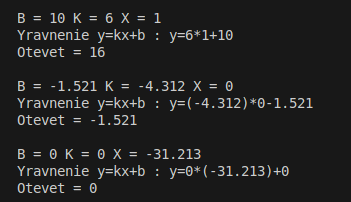 B = 10 K = 6 X = 1
Yravnenie y=kx+b : y=6*1+10
Otevet = 16
B = -1.521 K = -4.312 X = 0
Yravnenie y=kx+b : y=(-4.312)*0-1.521
Otevet = -1.521
B = 0 K = 0 X = -31.213
Yravnenie y=kx+b : y=0*(-31.213)+0
Otevet = 0